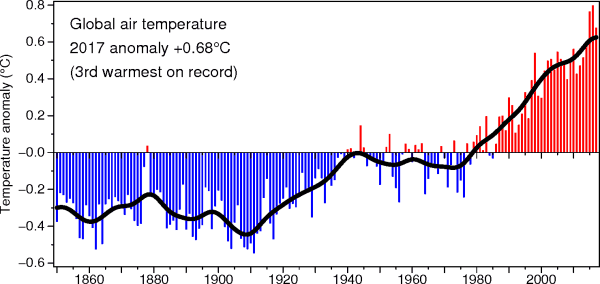 Global air temperature
2017 anomaly +0.68°C
(3rd warmest on record)
Temperature anomaly (°C)
0.8
0.6
0.4
0.2
−0.0
−0.2
−0.4
−0.6
1860 1880 1900 1920 1940 1960 1980 2000